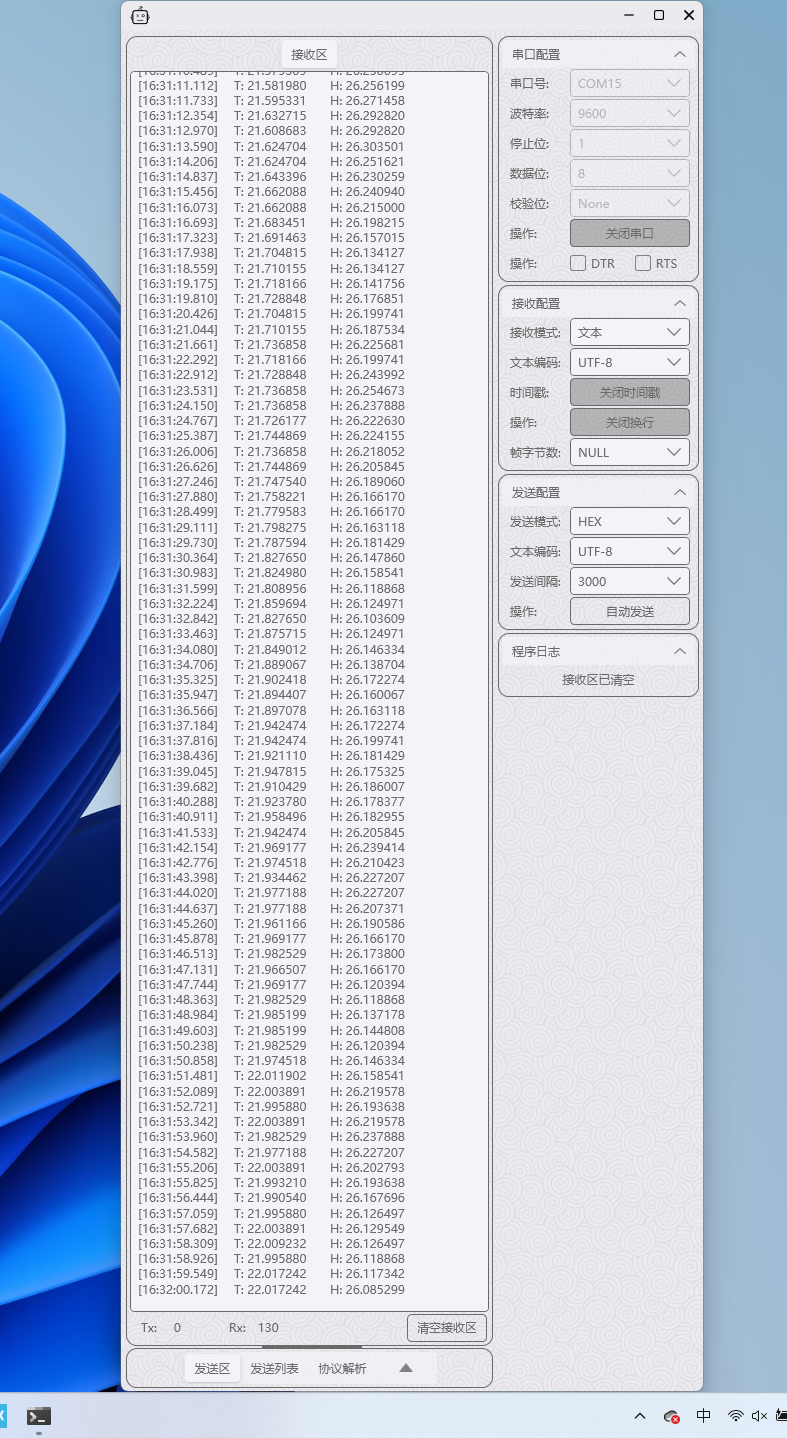 接收区
[16:31:11.112] T: 21.581980 H: 26.256199
[16:31:11.733] T: 21.595331 H: 26.271458
[16:31:12.354] T: 21.632715 H: 26.292820
[16:31:12.970] T: 21.608683 H: 26.292820
[16:31:13.590] T: 21.624704 H: 26.303501
[16:31:14.206] T: 21.624704 H: 26.251621
[16:31:14.837] T: 21.643396 H: 26.230259
[16:31:15.456] T: 21.662088 H: 26.240940
[16:31:16.073] T: 21.662088 H: 26.215000
[16:31:16.693] T: 21.683451 H: 26.198215
[16:31:17.323] T: 21.691463 H: 26.157015
[16:31:17.938] T: 21.704815 H: 26.134127
[16:31:18.559] T: 21.710155 H: 26.134127
[16:31:19.175] T: 21.718166 H: 26.141756
[16:31:19.810] T: 21.728848 H: 26.176851
[16:31:20.426] T: 21.704815 H: 26.199741
[16:31:21.044] T: 21.710155 H: 26.187534
[16:31:21.661] T: 21.736858 H: 26.225681
[16:31:22.292] T: 21.718166 H: 26.199741
[16:31:22.912] T: 21.728848 H: 26.243992
[16:31:23.531] T: 21.736858 H: 26.254673
[16:31:24.150] T: 21.736858 H: 26.237888
[16:31:24.767] T: 21.726177 H: 26.222630
[16:31:25.387] T: 21.744869 H: 26.224155
[16:31:26.006] T: 21.736858 H: 26.218052
[16:31:26.626] T: 21.744869 H: 26.205845
[16:31:27.246] T: 21.747540 H: 26.189060
[16:31:27.880] T: 21.758221 H: 26.166170
[16:31:28.499] T: 21.779583 H: 26.166170
[16:31:29.111] T: 21.798275 H: 26.163118
[16:31:29.730] T: 21.787594 H: 26.181429
[16:31:30.364] T: 21.827650 H: 26.147860
[16:31:30.983] T: 21.824980 H: 26.158541
[16:31:31.599] T: 21.808956 H: 26.118868
[16:31:32.224] T: 21.859694 H: 26.124971
[16:31:32.842] T: 21.827650 H: 26.103609
[16:31:33.463] T: 21.875715 H: 26.124971
[16:31:34.080] T: 21.849012 H: 26.146334
[16:31:34.706] T: 21.889067 H: 26.138704
[16:31:35.325] T: 21.902418 H: 26.172274
[16:31:35.947] T: 21.894407 H: 26.160067
[16:31:36.566] T: 21.897078 H: 26.163118
[16:31:37.184] T: 21.942474 H: 26.172274
[16:31:37.816] T: 21.942474 H: 26.199741
[16:31:38.436] T: 21.921110 H: 26.181429
[16:31:39.045] T: 21.947815 H: 26.175325
[16:31:39.682] T: 21.910429 H: 26.186007
[16:31:40.288] T: 21.923780 H: 26.178377
[16:31:40.911] T: 21.958496 H: 26.182955
[16:31:41.533] T: 21.942474 H: 26.205845
[16:31:42.154] T: 21.969177 H: 26.239414
[16:31:42.776] T: 21.974518 H: 26.210423
[16:31:43.398] T: 21.934462 H: 26.227207
[16:31:44.020] T: 21.977188 H: 26.227207
[16:31:44.637] T: 21.977188 H: 26.207371
[16:31:45.260] T: 21.961166 H: 26.190586
[16:31:45.878] T: 21.969177 H: 26.166170
[16:31:46.513] T: 21.982529 H: 26.173800
[16:31:47.131] T: 21.966507 H: 26.166170
[16:31:47.744] T: 21.969177 H: 26.120394
[16:31:48.363] T: 21.982529 H: 26.118868
[16:31:48.984] T: 21.985199 H: 26.137178
[16:31:49.603] T: 21.985199 H: 26.144808
[16:31:50.238] T: 21.982529 H: 26.120394
[16:31:50.858] T: 21.974518 H: 26.146334
[16:31:51.481] T: 22.011902 H: 26.158541
[16:31:52.089] T: 22.003891 H: 26.219578
[16:31:52.721] T: 21.995880 H: 26.193638
[16:31:53.342] T: 22.003891 H: 26.219578
[16:31:53.960] T: 21.982529 H: 26.237888
[16:31:54.582] T: 21.977188 H: 26.227207
[16:31:55.206] T: 22.003891 H: 26.202793
[16:31:55.825] T: 21.993210 H: 26.193638
[16:31:56.444] T: 21.990540 H: 26.167696
[16:31:57.059] T: 21.995880 H: 26.126497
[16:31:57.682] T: 22.003891 H: 26.129549
[16:31:58.309] T: 22.009232 H: 26.126497
[16:31:58.926] T: 21.995880 H: 26.118868
[16:31:59.549] T: 22.017242 H: 26.117342
[16:32:00.172] T: 22.017242 H: 26.085299
Tx: 0 Rx: 130 清空接收区
发送区 发送列表 协议解析
串口配置
串口号: COM15
波特率: 9600
停止位: 1
数据位: 8
校验位: None
操作: 关闭串口
操作: DTR RTS
接收配置
接收模式: 文本
文本编码: UTF-8
时间戳: 关闭时间戳
操作: 关闭换行
帧字节数: NULL
发送配置
发送模式: HEX
文本编码: UTF-8
发送间隔: 3000
操作: 自动发送
程序日志
接收区已清空
中